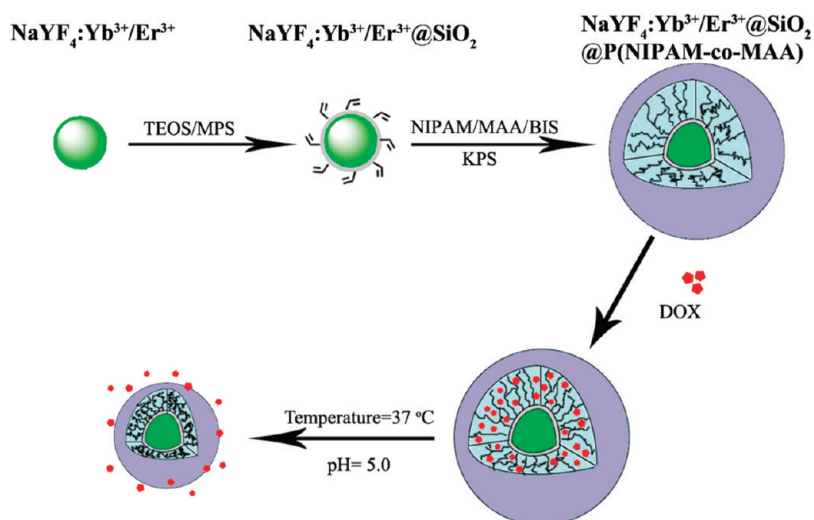 NaYF₄:Yb³⁺/Er³⁺
NaYF₄:Yb³⁺/Er³⁺@SiO₂
NaYF₄:Yb³⁺/Er³⁺@SiO₂
@P(NIPAM-co-MAA)
TEOS/MPS
NIPAM/MAA/BIS
KPS
DOX
Temperature=37 ºC
pH= 5.0